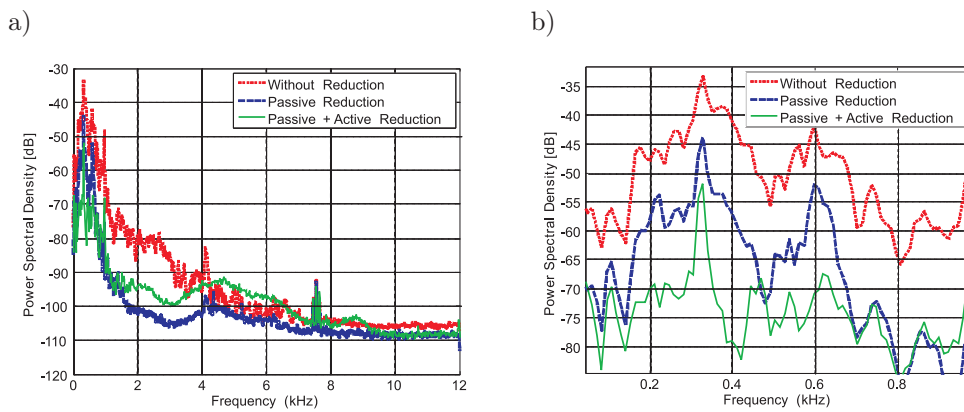 a)
b)
-30
-40
-50
-60
-70
-80
-90
-100
-110
-120
0
2
4
6
8
10
12
Power Spectral Density [dB]
Frequency (kHz)
Without Reduction
Passive Reduction
Passive + Active Reduction
-35
-40
-45
-50
-55
-60
-65
-70
-75
-80
0.2
0.4
0.6
0.8
Power Spectral Density [dB]
Frequency (kHz)
Without Reduction
Passive Reduction
Passive + Active Reduction